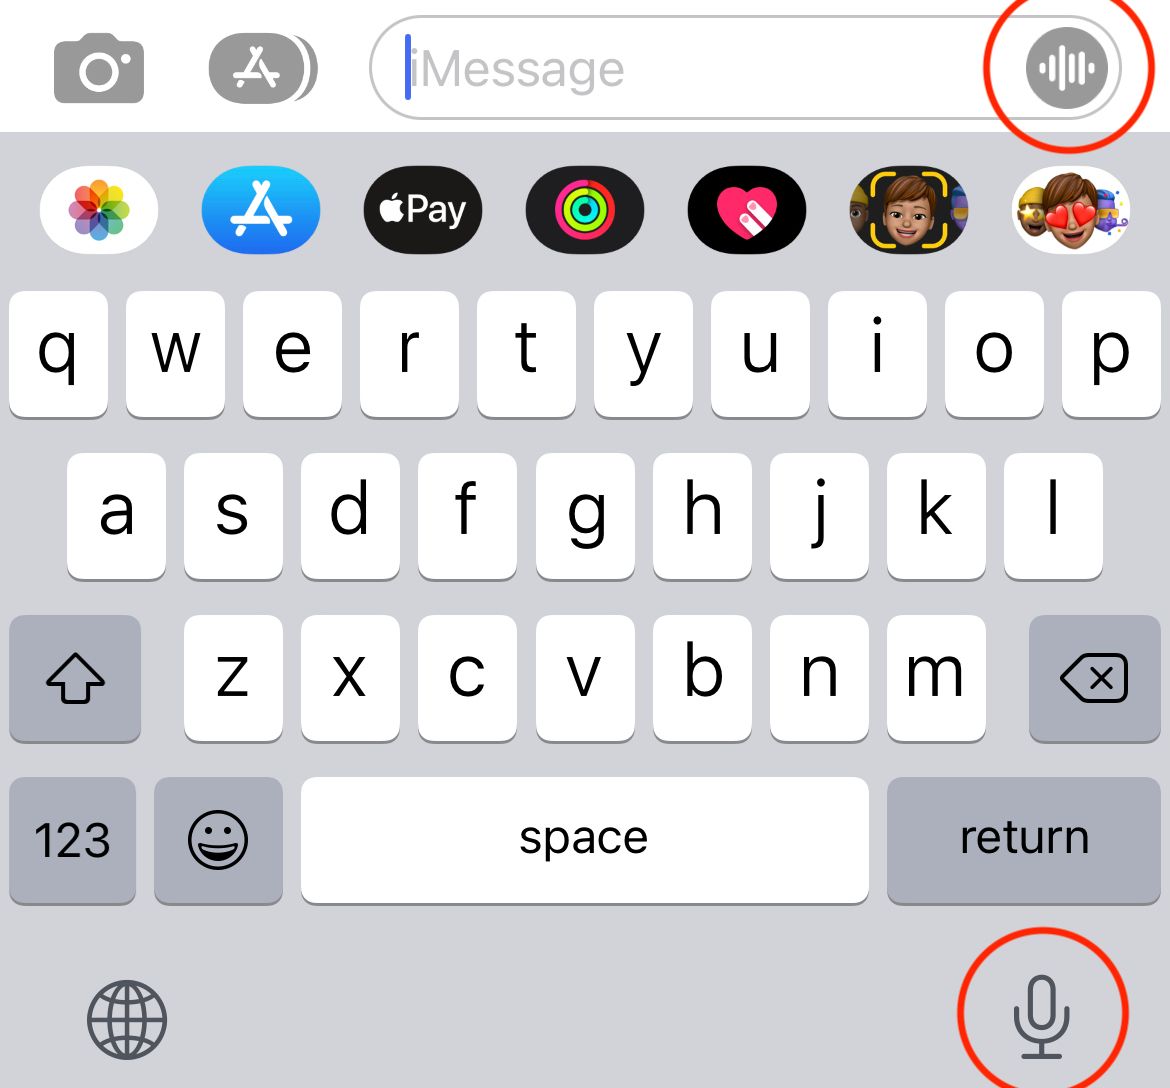 iMessage
Pay
q w e r t y u i o p
a s d f g h j k l
z x c v b n m
123 space return